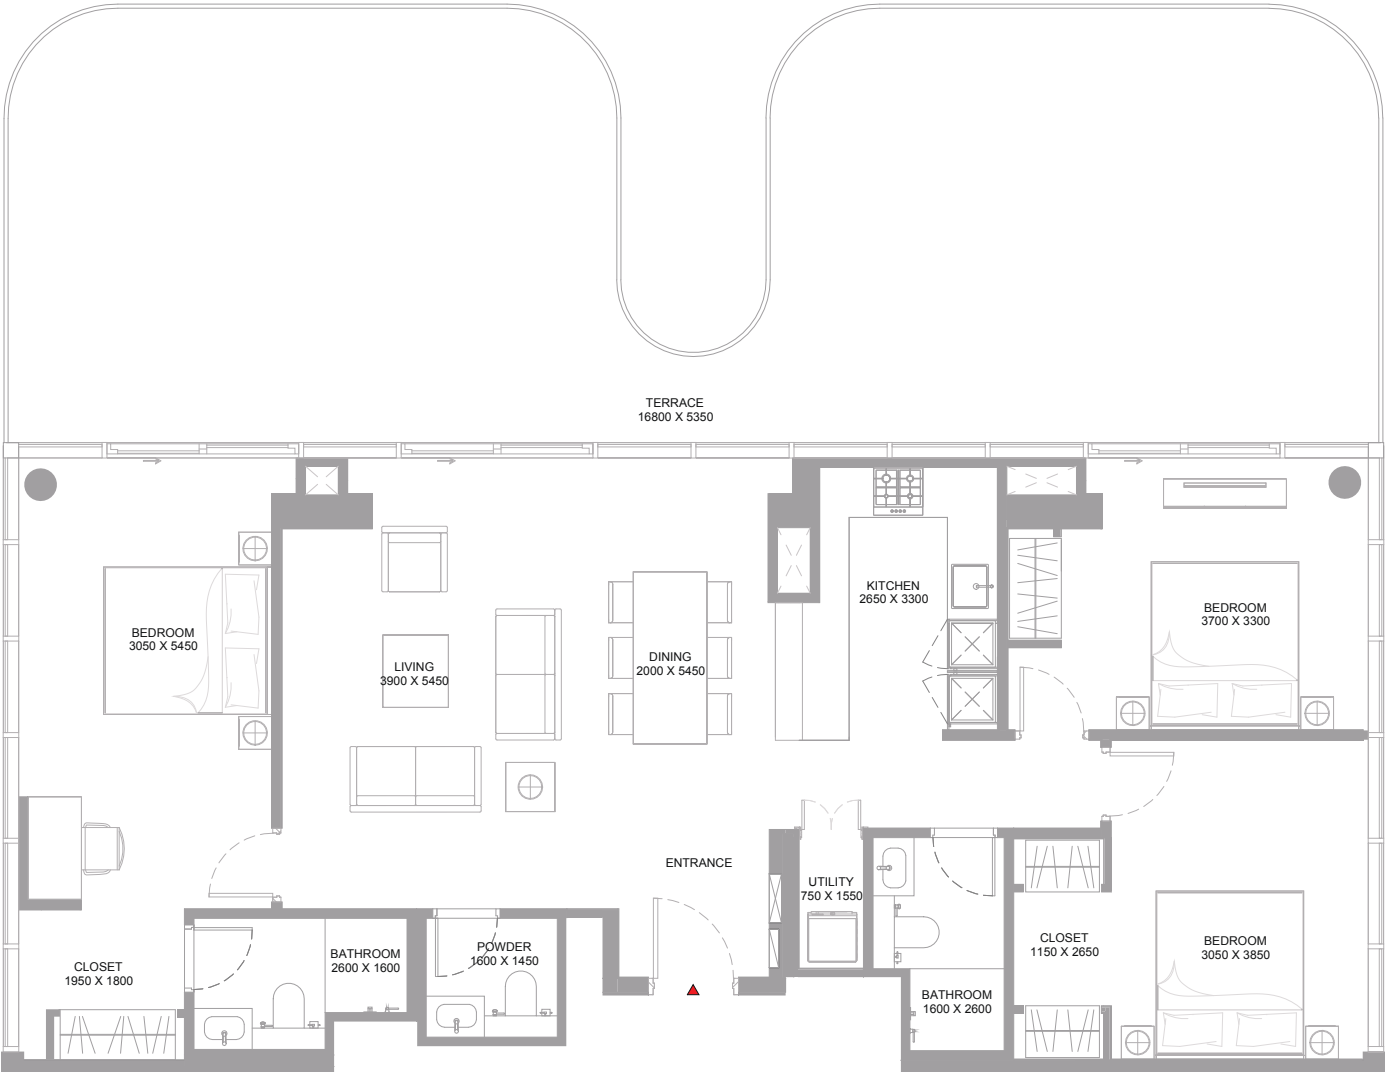 TERRACE
16800 X 5350
BEDROOM
3050 X 5450
LIVING
3900 X 5450
DINING
2000 X 5450
KITCHEN
2650 X 3300
BEDROOM
3700 X 3300
ENTRANCE
UTILITY
750 X 1550
CLOSET
1950 X 1800
BATHROOM
2600 X 1600
POWDER
1600 X 1450
BATHROOM
1600 X 2600
CLOSET
1150 X 2650
BEDROOM
3050 X 3850